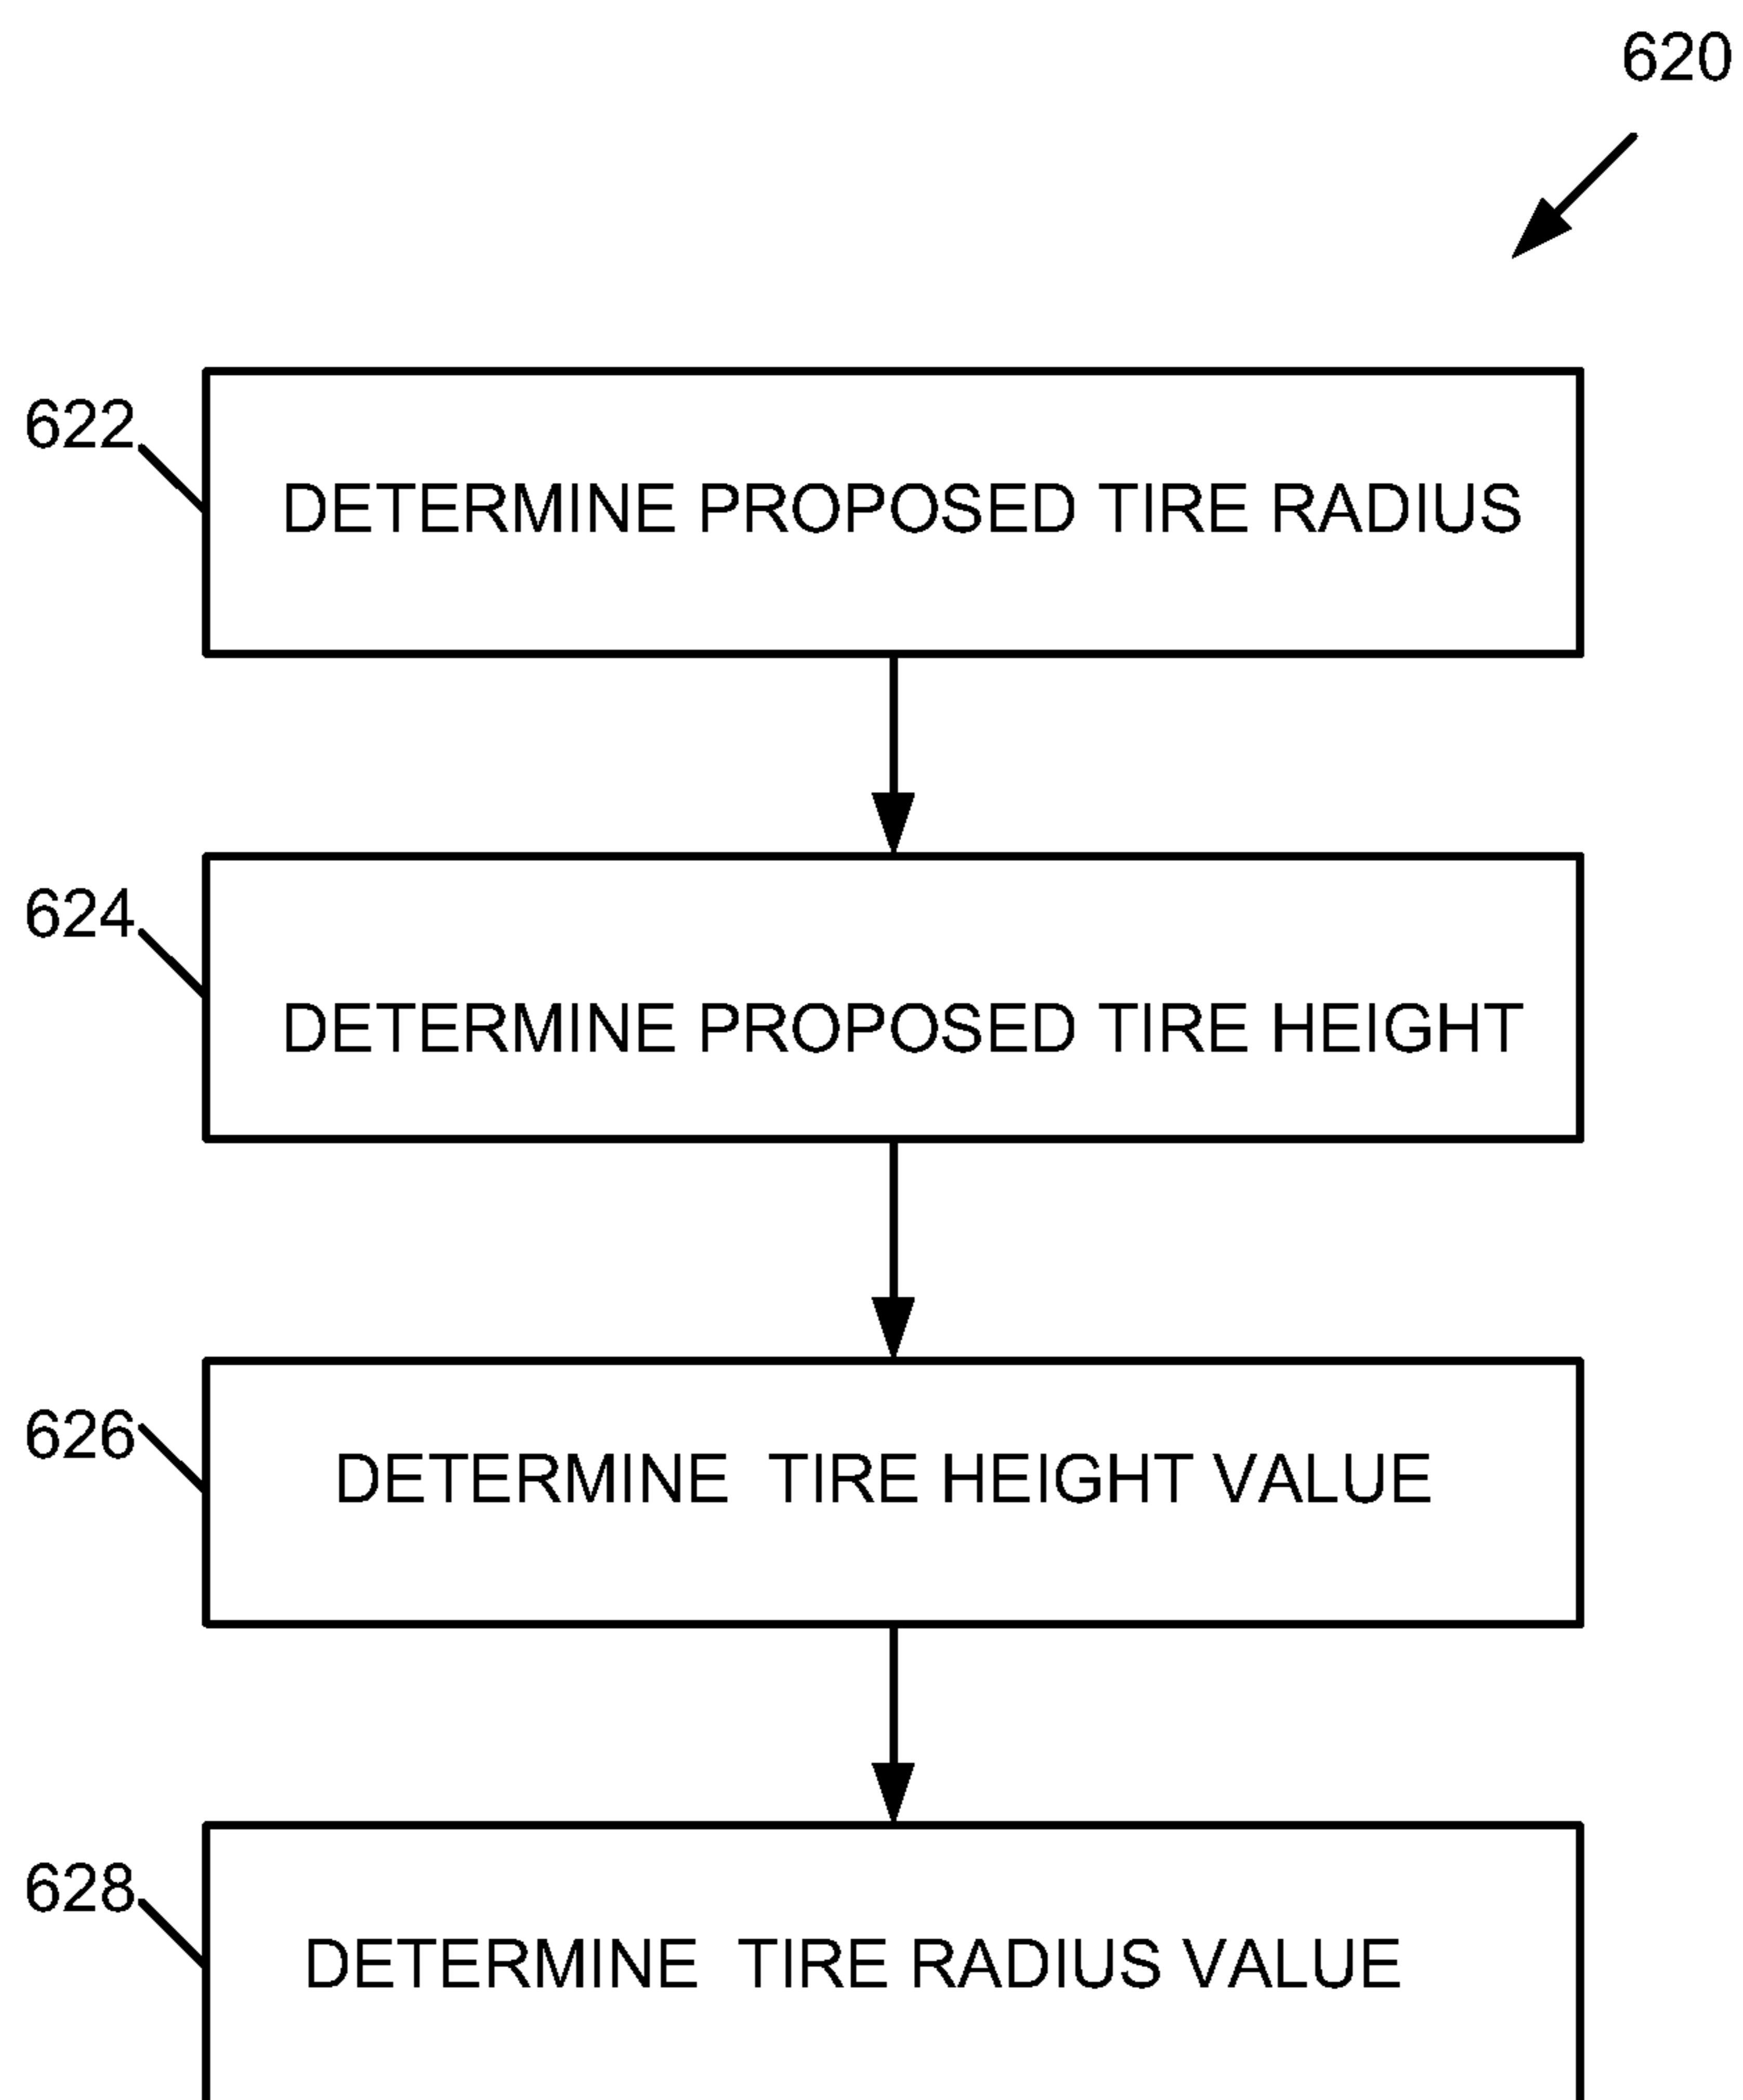 620
622
DETERMINE PROPOSED TIRE RADIUS
624
DETERMINE PROPOSED TIRE HEIGHT
626
DETERMINE TIRE HEIGHT VALUE
628
DETERMINE TIRE RADIUS VALUE